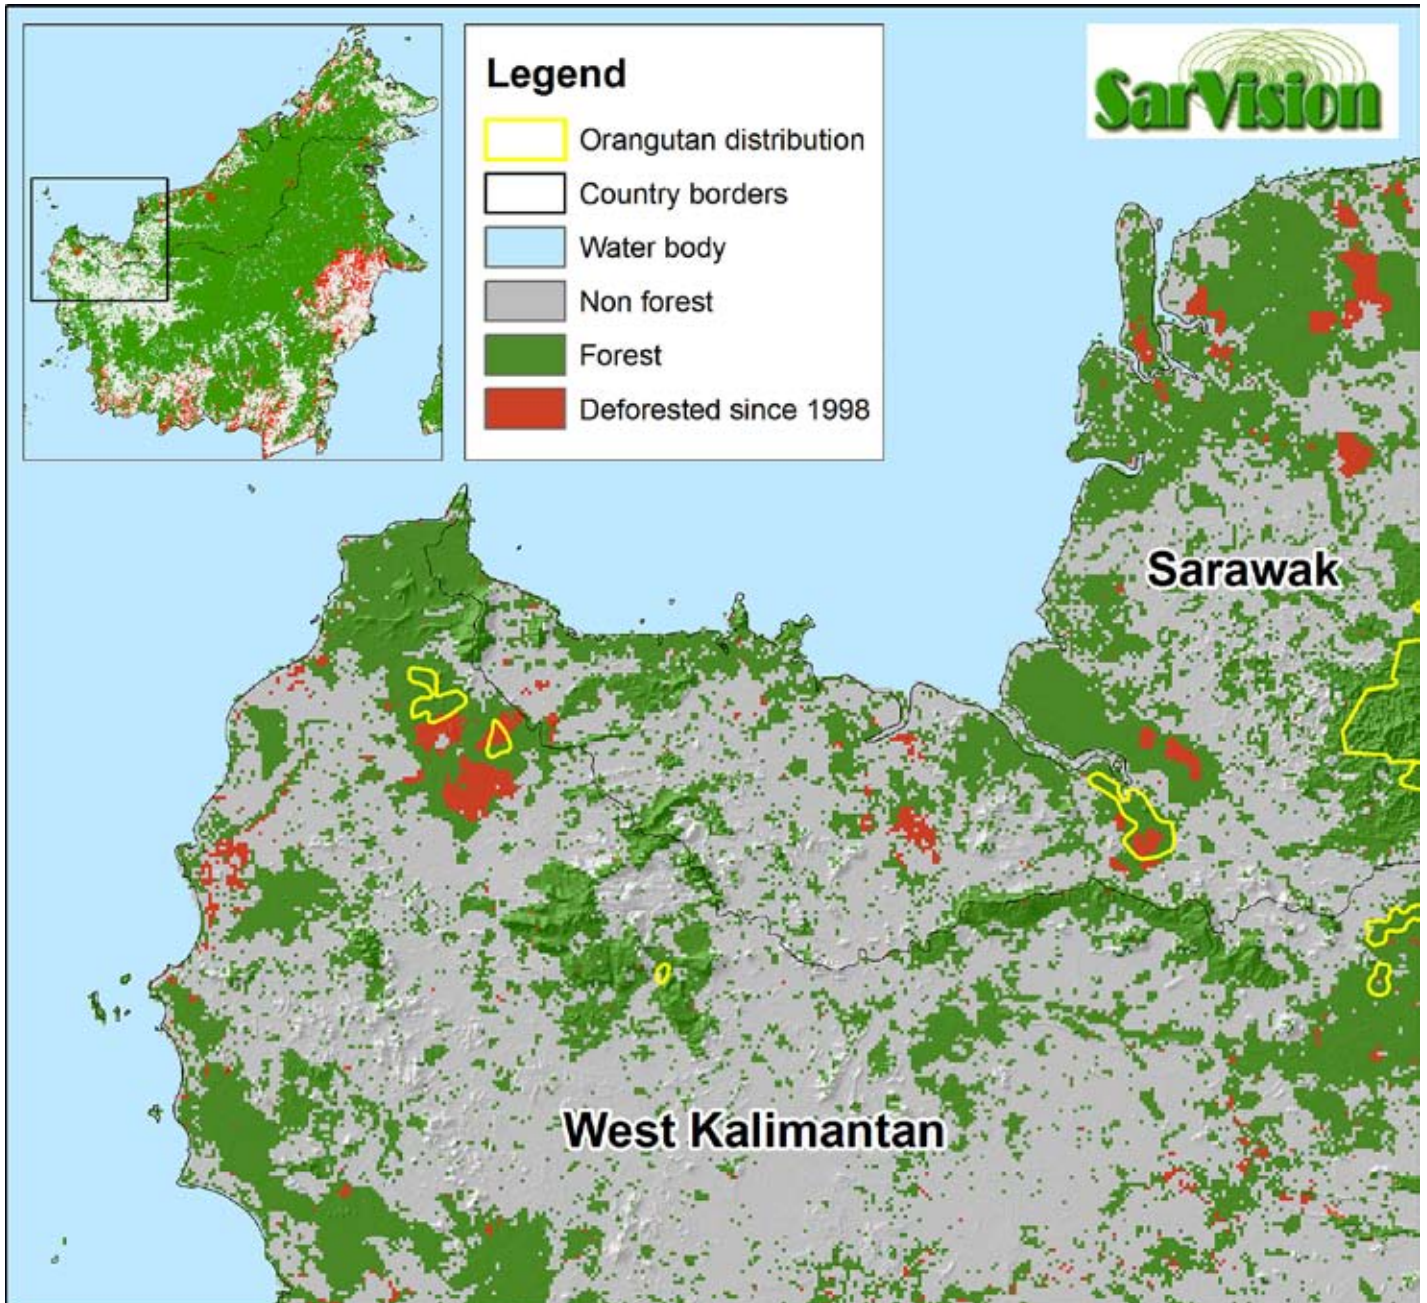 Legend
Orangutan distribution
Country borders
Water body
Non forest
Forest
Deforested since 1998
SarVision
Sarawak
West Kalimantan